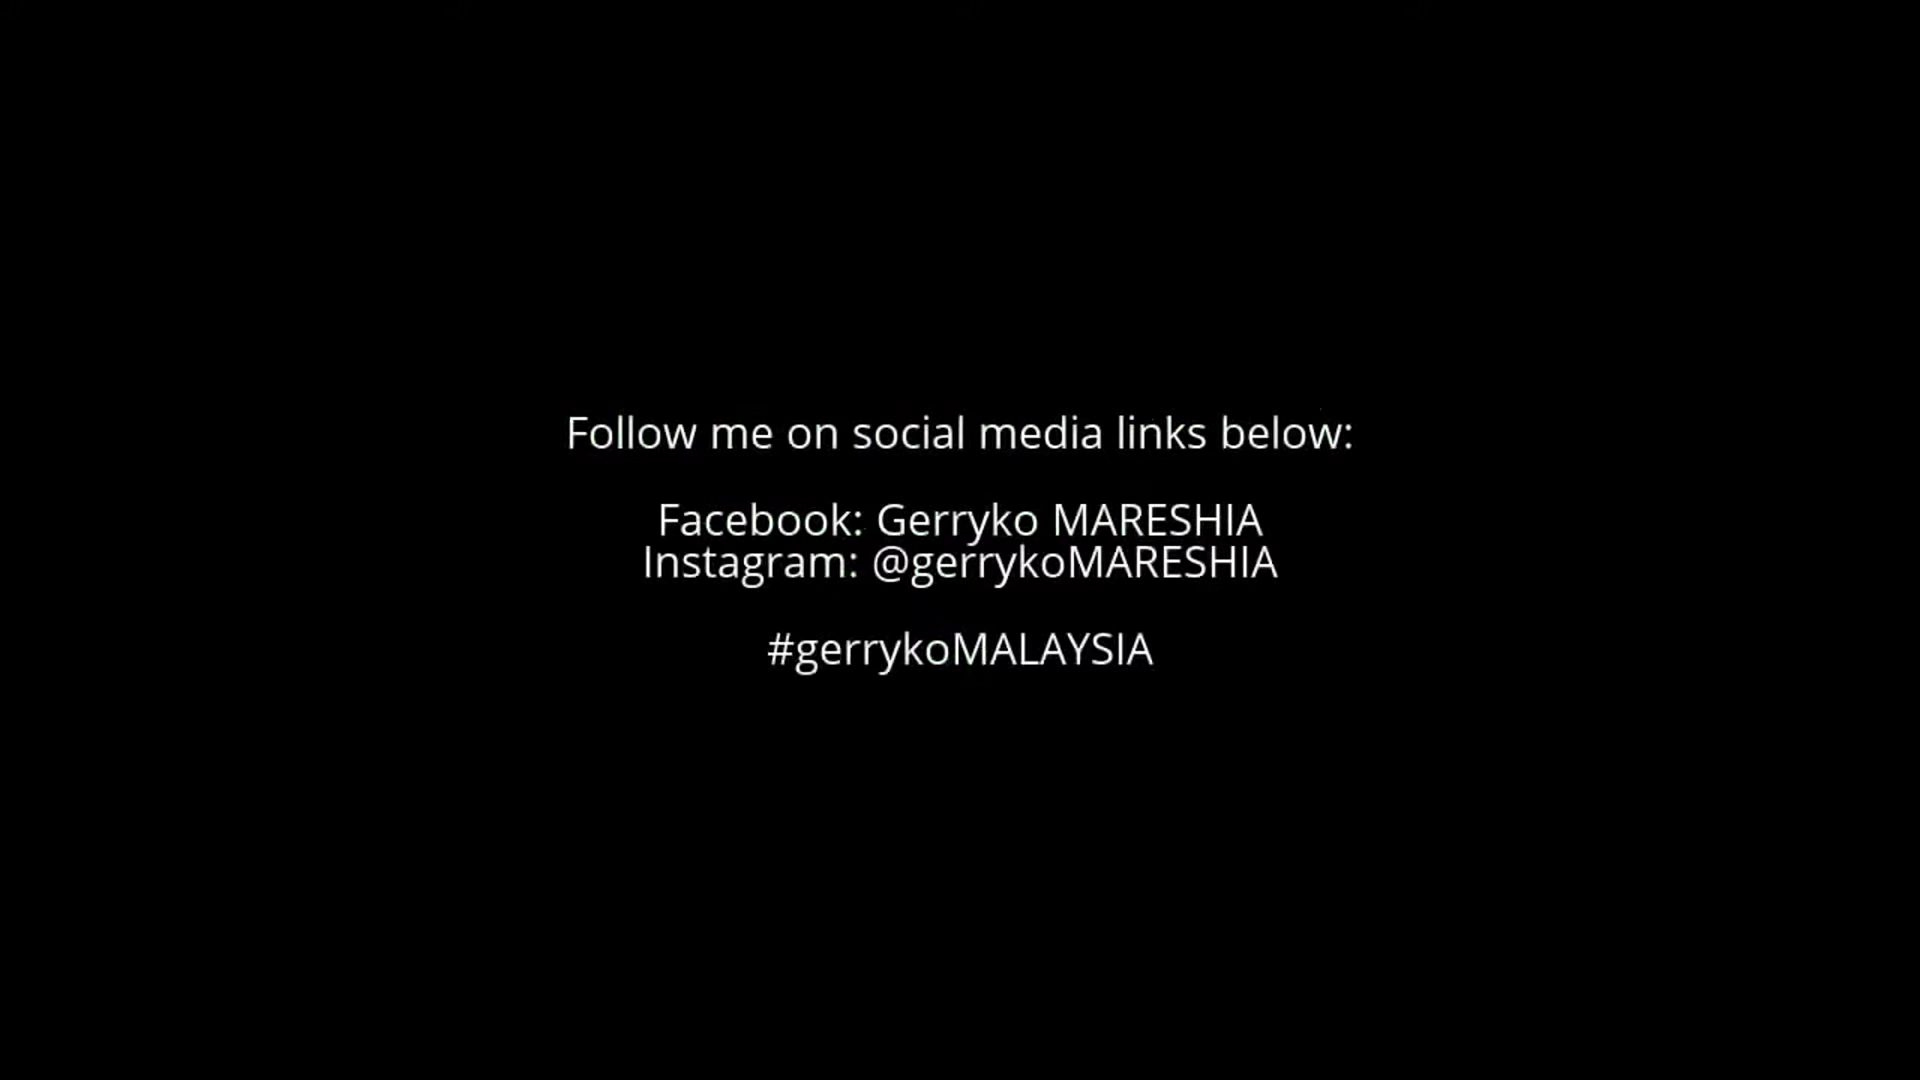 Follow me on social media links below:
Facebook: Gerryko MARESHIA
Instagram: @gerrykoMARESHIA
#gerrykoMALAYSIA